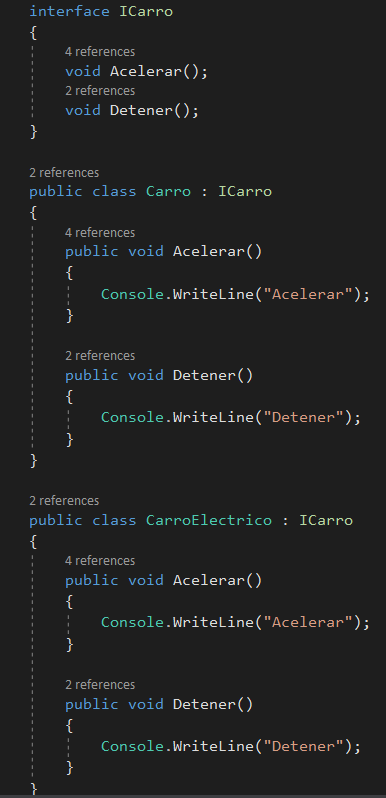 interface ICarro
{
4 references
void Acelerar();
2 references
void Detener();
}
2 references
public class Carro : ICarro
{
4 references
public void Acelerar()
{
Console.WriteLine("Acelerar");
}
2 references
public void Detener()
{
Console.WriteLine("Detener");
}
}
2 references
public class CarroElectrico : ICarro
{
4 references
public void Acelerar()
{
Console.WriteLine("Acelerar");
}
2 references
public void Detener()
{
Console.WriteLine("Detener");
}
}